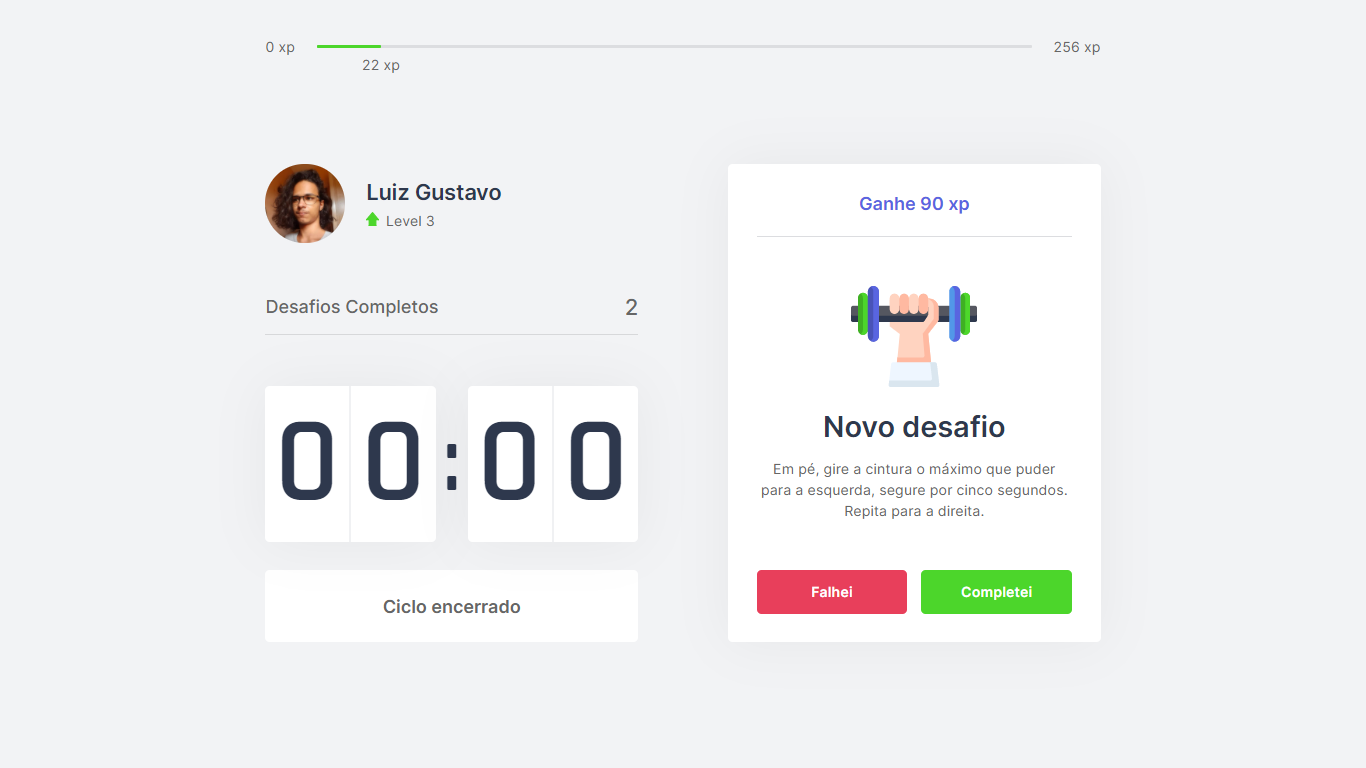 0 xp
256 xp
22 xp
Luiz Gustavo
Level 3
Desafios Completos
2
00:00
Ciclo encerrado
Ganhe 90 xp
Novo desafio
Em pé, gire a cintura o máximo que puder
para a esquerda, segure por cinco segundos.
Repita para a direita.
Falhei
Completei